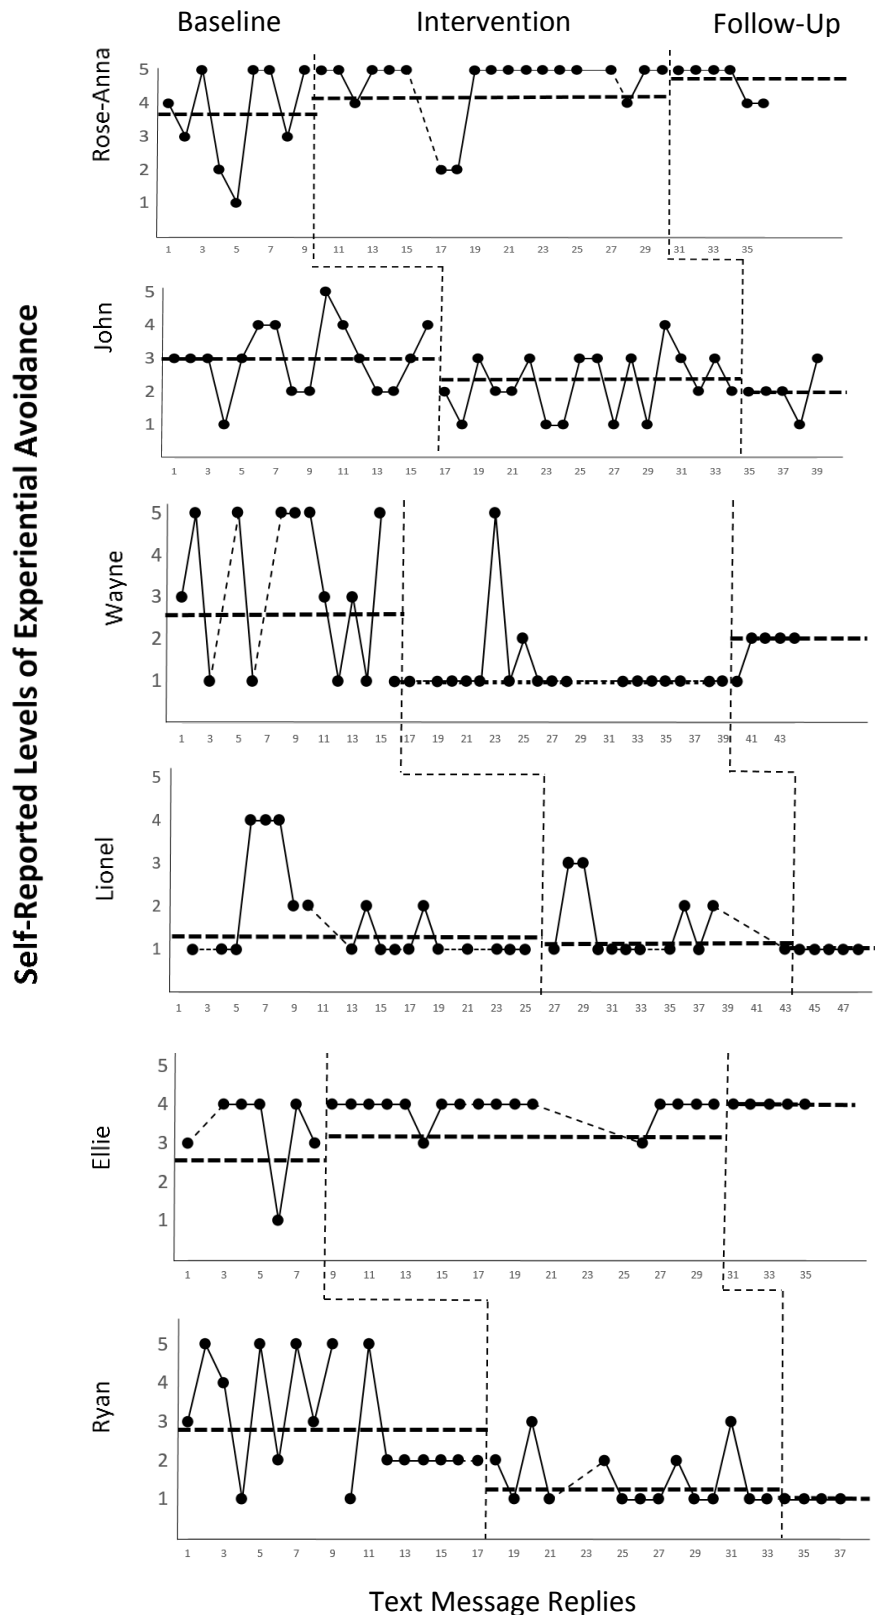 Baseline Intervention Follow-Up
Self-Reported Levels of Experiential Avoidance
Rose-Anna
5
4
3
2
1
1 3 5 7 9 11 13 15 17 19 21 23 25 27 29 31 33 35
John
5
4
3
2
1
1 3 5 7 9 11 13 15 17 19 21 23 25 27 29 31 33 35 37 39
Wayne
5
4
3
2
1
1 3 5 7 9 11 13 15 17 19 21 23 25 27 29 31 33 35 37 39 41 43
Lionel
5
4
3
2
1
1 3 5 7 9 11 13 15 17 19 21 23 25 27 29 31 33 35 37 39 41 43 45 47
Ellie
5
4
3
2
1
1 3 5 7 9 11 13 15 17 19 21 23 25 27 29 31 33 35
Ryan
5
4
3
2
1
1 3 5 7 9 11 13 15 17 19 21 23 25 27 29 31 33 35 37
Text Message Replies